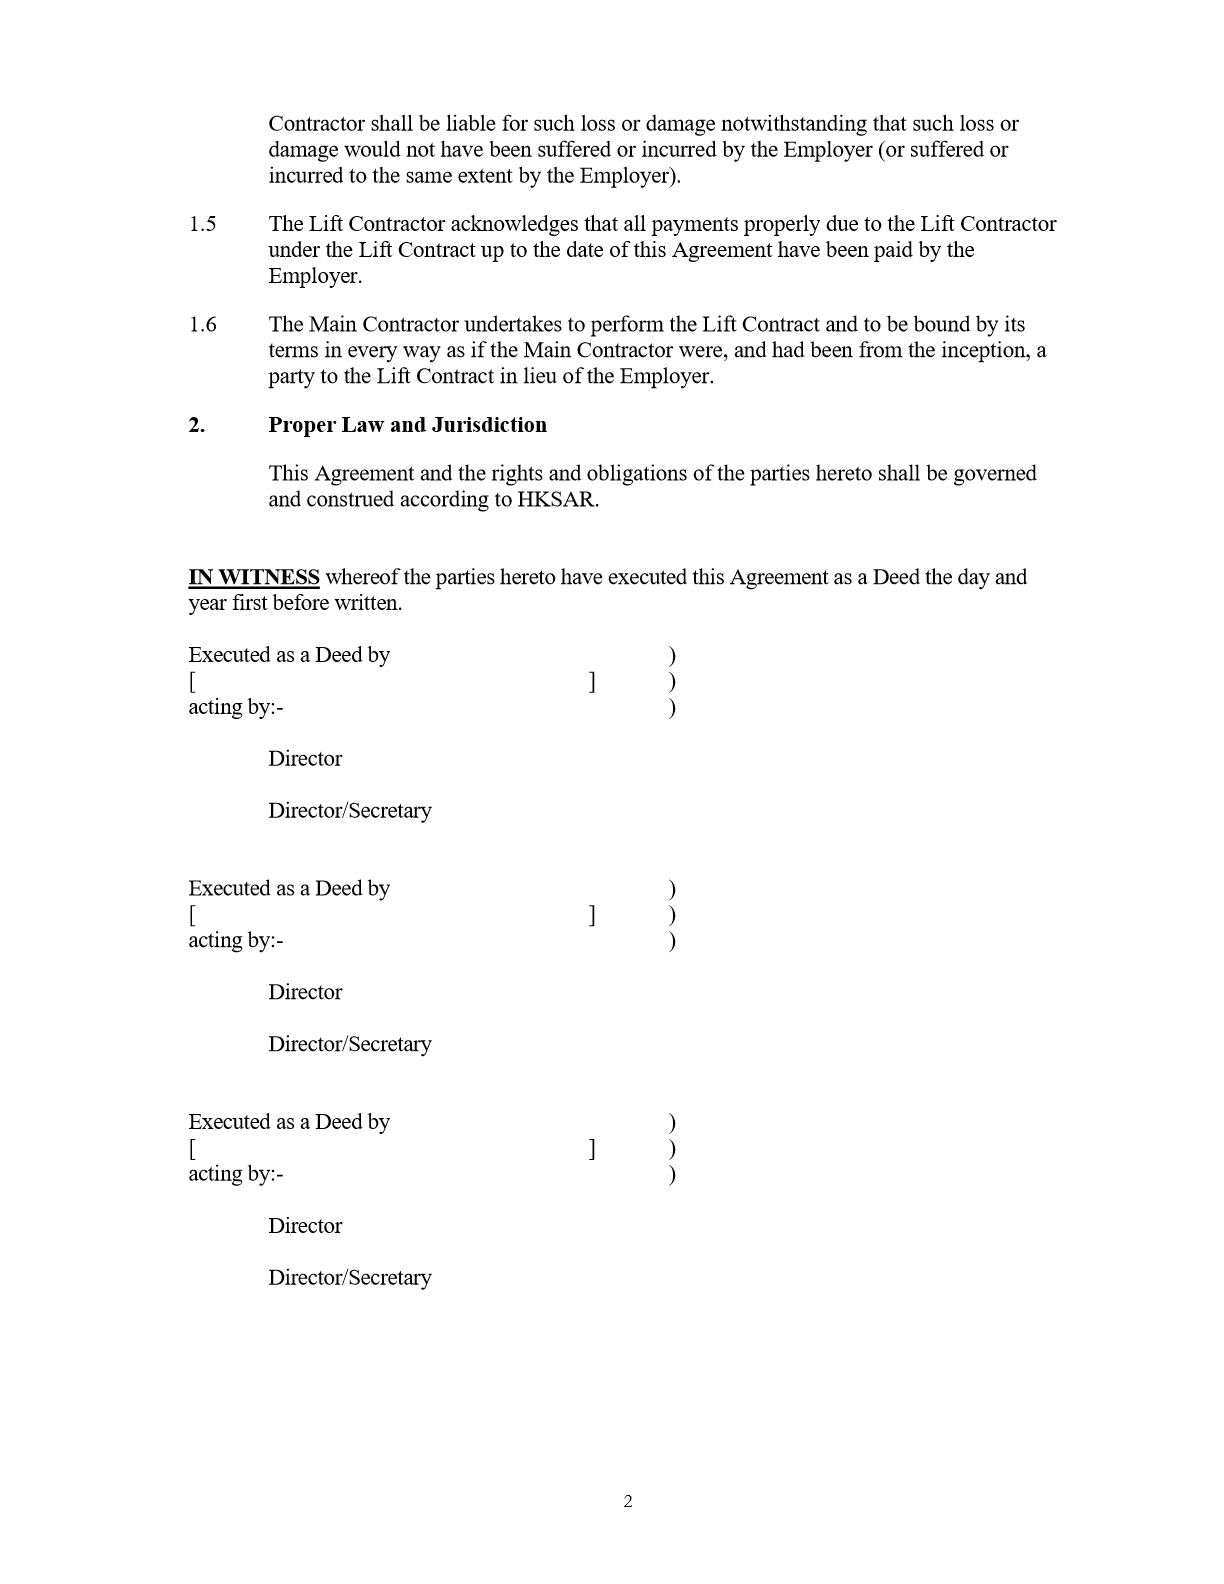 Contractor shall be liable for such loss or damage notwithstanding that such loss or
damage would not have been suffered or incurred by the Employer (or suffered or
incurred to the same extent by the Employer).
1.5 The Lift Contractor acknowledges that all payments properly due to the Lift Contractor
under the Lift Contract up to the date of this Agreement have been paid by the
Employer.
1.6 The Main Contractor undertakes to perform the Lift Contract and to be bound by its
terms in every way as if the Main Contractor were, and had been from the inception, a
party to the Lift Contract in lieu of the Employer.
2. Proper Law and Jurisdiction
This Agreement and the rights and obligations of the parties hereto shall be governed
and construed according to HKSAR.
IN WITNESS whereof the parties hereto have executed this Agreement as a Deed the day and
year first before written.
Executed as a Deed by )
[ ] )
acting by:- )
Director
Director/Secretary
Executed as a Deed by )
[ ] )
acting by:- )
Director
Director/Secretary
Executed as a Deed by )
[ ] )
acting by:- )
Director
Director/Secretary
2